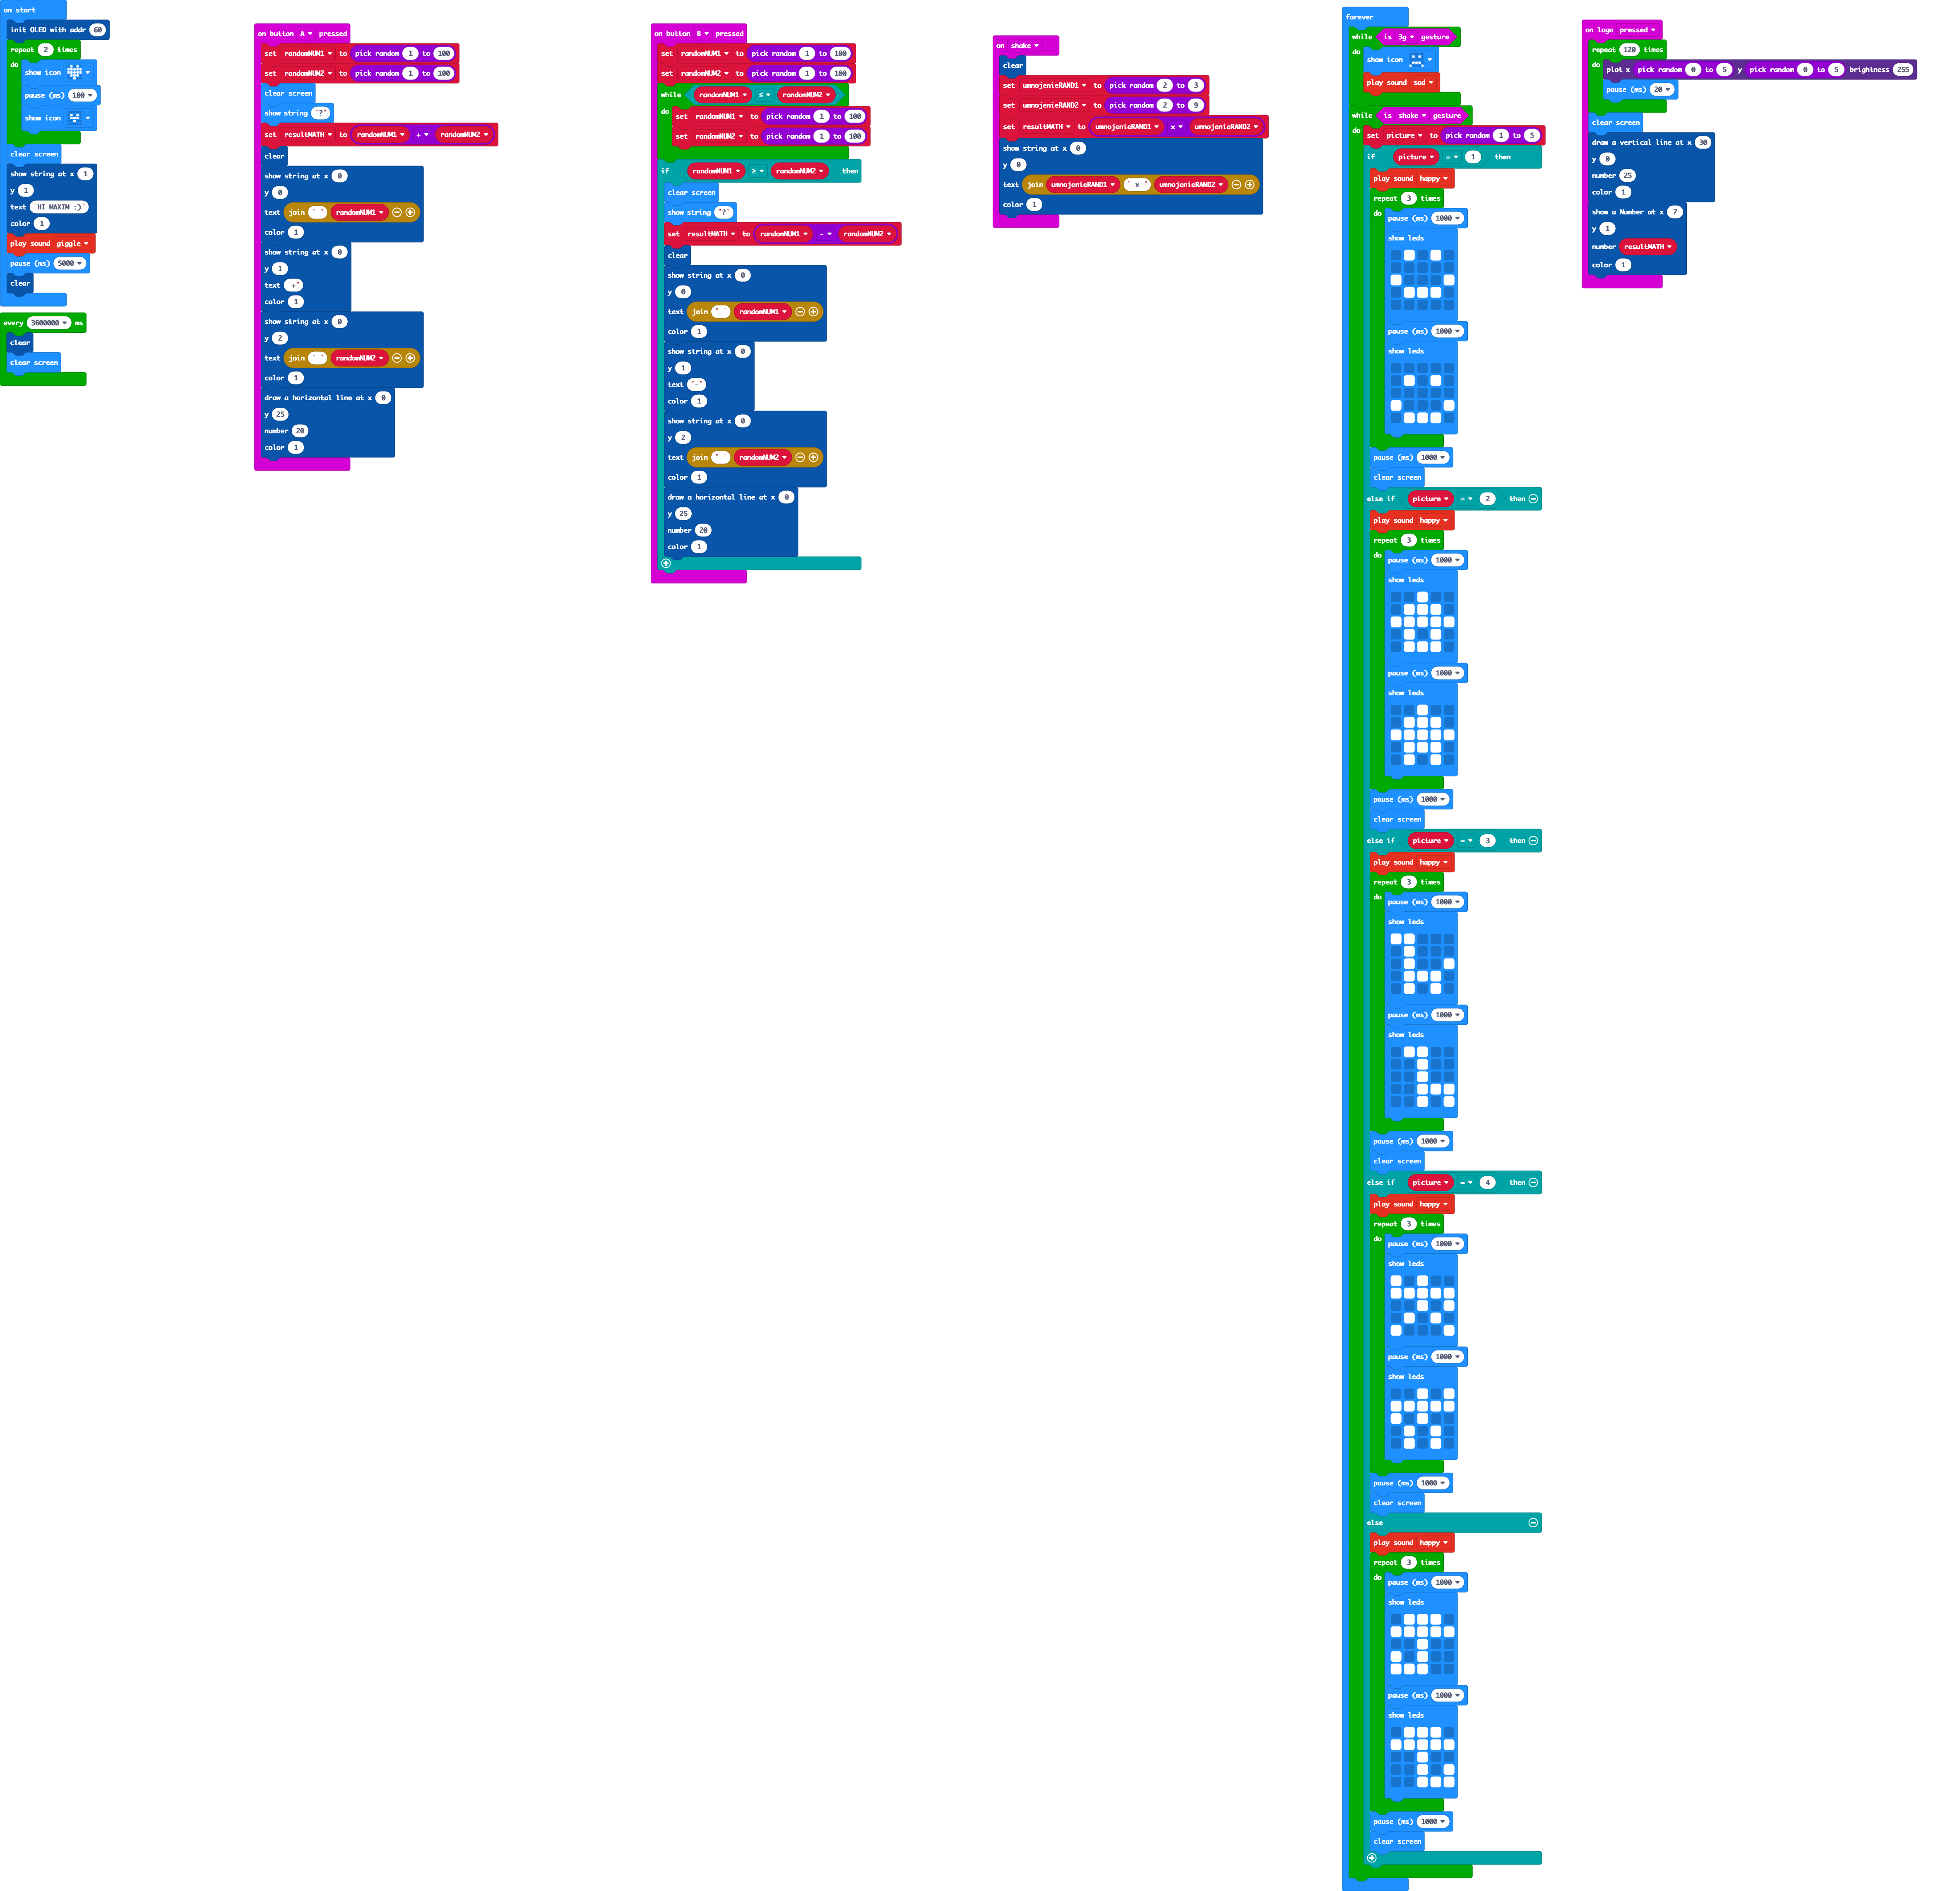 on start
init OLED with addr 60
repeat 2 times
do
show icon
pause (ms) 100
show icon
clear screen
show string at x 1
y 1
text "HI MAXIM :)"
color 1
play sound giggle
pause (ms) 5000
clear
every 3600000 ms
clear
clear screen
on button A pressed
set randomNUM1 to pick random 1 to 100
set randomNUM2 to pick random 1 to 100
clear screen
show string "?"
set resultMATH to randomNUM1 + randomNUM2
clear
show string at x 0
y 0
text join " " randomNUM1
color 1
show string at x 0
y 1
text "+"
color 1
show string at x 0
y 2
text join " " randomNUM2
color 1
draw a horizontal line at x 0
y 25
number 20
color 1
on button B pressed
set randomNUM1 to pick random 1 to 100
set randomNUM2 to pick random 1 to 100
while randomNUM1 ≤ randomNUM2
do
set randomNUM1 to pick random 1 to 100
set randomNUM2 to pick random 1 to 100
if randomNUM1 ≥ randomNUM2 then
clear screen
show string "?"
set resultMATH to randomNUM1 - randomNUM2
clear
show string at x 0
y 0
text join " " randomNUM1
color 1
show string at x 0
y 1
text "-"
color 1
show string at x 0
y 2
text join " " randomNUM2
color 1
draw a horizontal line at x 0
y 25
number 20
color 1
on shake
clear
set umnojenieRAND1 to pick random 2 to 3
set umnojenieRAND2 to pick random 2 to 9
set resultMATH to umnojenieRAND1 × umnojenieRAND2
show string at x 0
y 0
text join umnojenieRAND1 " x " umnojenieRAND2
color 1
forever
while is 3g gesture
do
show icon
play sound sad
while is shake gesture
do
set picture to pick random 1 to 5
if picture = 1 then
play sound happy
repeat 3 times
do
pause (ms) 1000
show leds
pause (ms) 1000
show leds
pause (ms) 1000
clear screen
else if picture = 2 then
play sound happy
repeat 3 times
do
pause (ms) 1000
show leds
pause (ms) 1000
show leds
pause (ms) 1000
clear screen
else if picture = 3 then
play sound happy
repeat 3 times
do
pause (ms) 1000
show leds
pause (ms) 1000
show leds
pause (ms) 1000
clear screen
else if picture = 4 then
play sound happy
repeat 3 times
do
pause (ms) 1000
show leds
pause (ms) 1000
show leds
pause (ms) 1000
clear screen
else
play sound happy
repeat 3 times
do
pause (ms) 1000
show leds
pause (ms) 1000
show leds
pause (ms) 1000
clear screen
on logo pressed
repeat 120 times
do
plot x pick random 0 to 5 y pick random 0 to 5 brightness 255
pause (ms) 20
clear screen
draw a vertical line at x 30
y 0
number 25
color 1
show a Number at x 7
y 1
number resultMATH
color 1